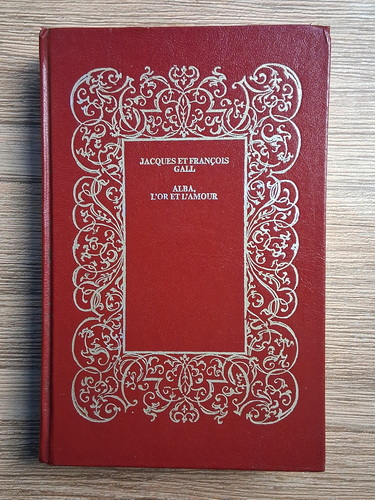 JACQUES ET FRANÇOIS
GALL
ALBA,
L'OR ET L'AMOUR